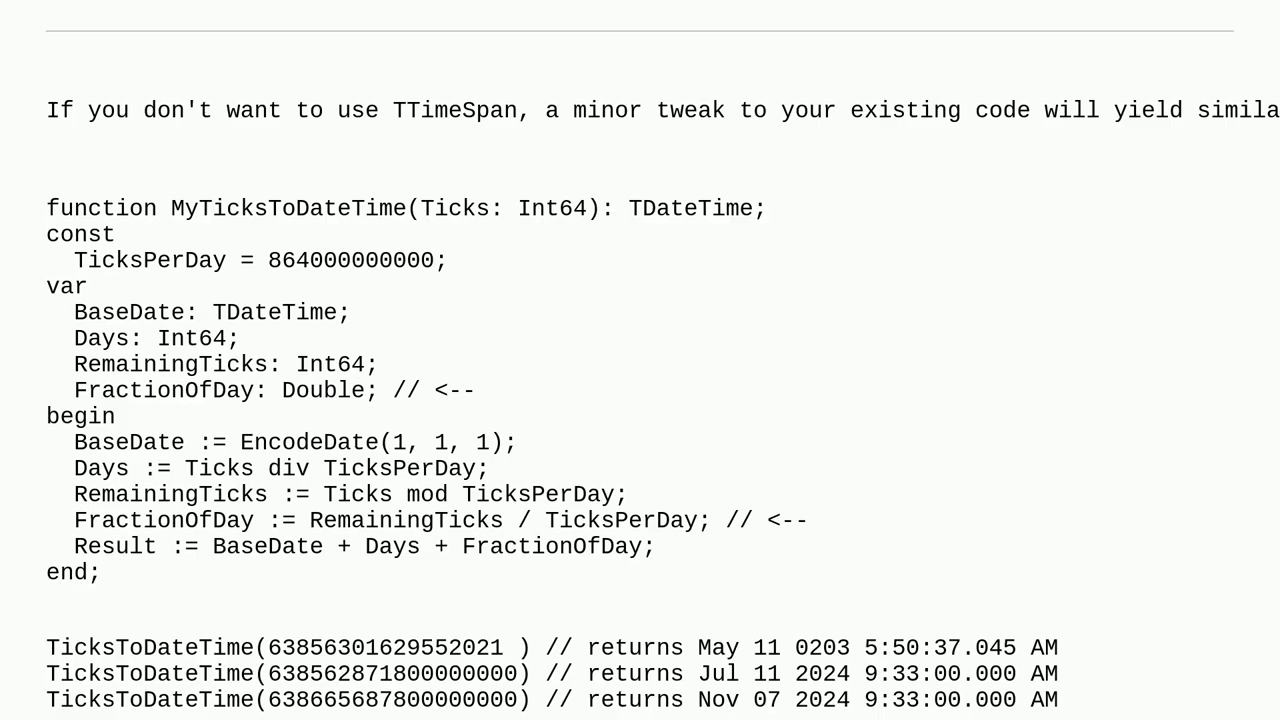 If you don't want to use TTimeSpan, a minor tweak to your existing code will yield simila
function MyTicksToDateTime(Ticks: Int64): TDateTime;
const
  TicksPerDay = 864000000000;
var
  BaseDate: TDateTime;
  Days: Int64;
  RemainingTicks: Int64;
  FractionOfDay: Double; // <--
begin
  BaseDate := EncodeDate(1, 1, 1);
  Days := Ticks div TicksPerDay;
  RemainingTicks := Ticks mod TicksPerDay;
  FractionOfDay := RemainingTicks / TicksPerDay; // <--
  Result := BaseDate + Days + FractionOfDay;
end;
TicksToDateTime(63856301629552021 ) // returns May 11 0203 5:50:37.045 AM
TicksToDateTime(638562871800000000) // returns Jul 11 2024 9:33:00.000 AM
TicksToDateTime(638665687800000000) // returns Nov 07 2024 9:33:00.000 AM